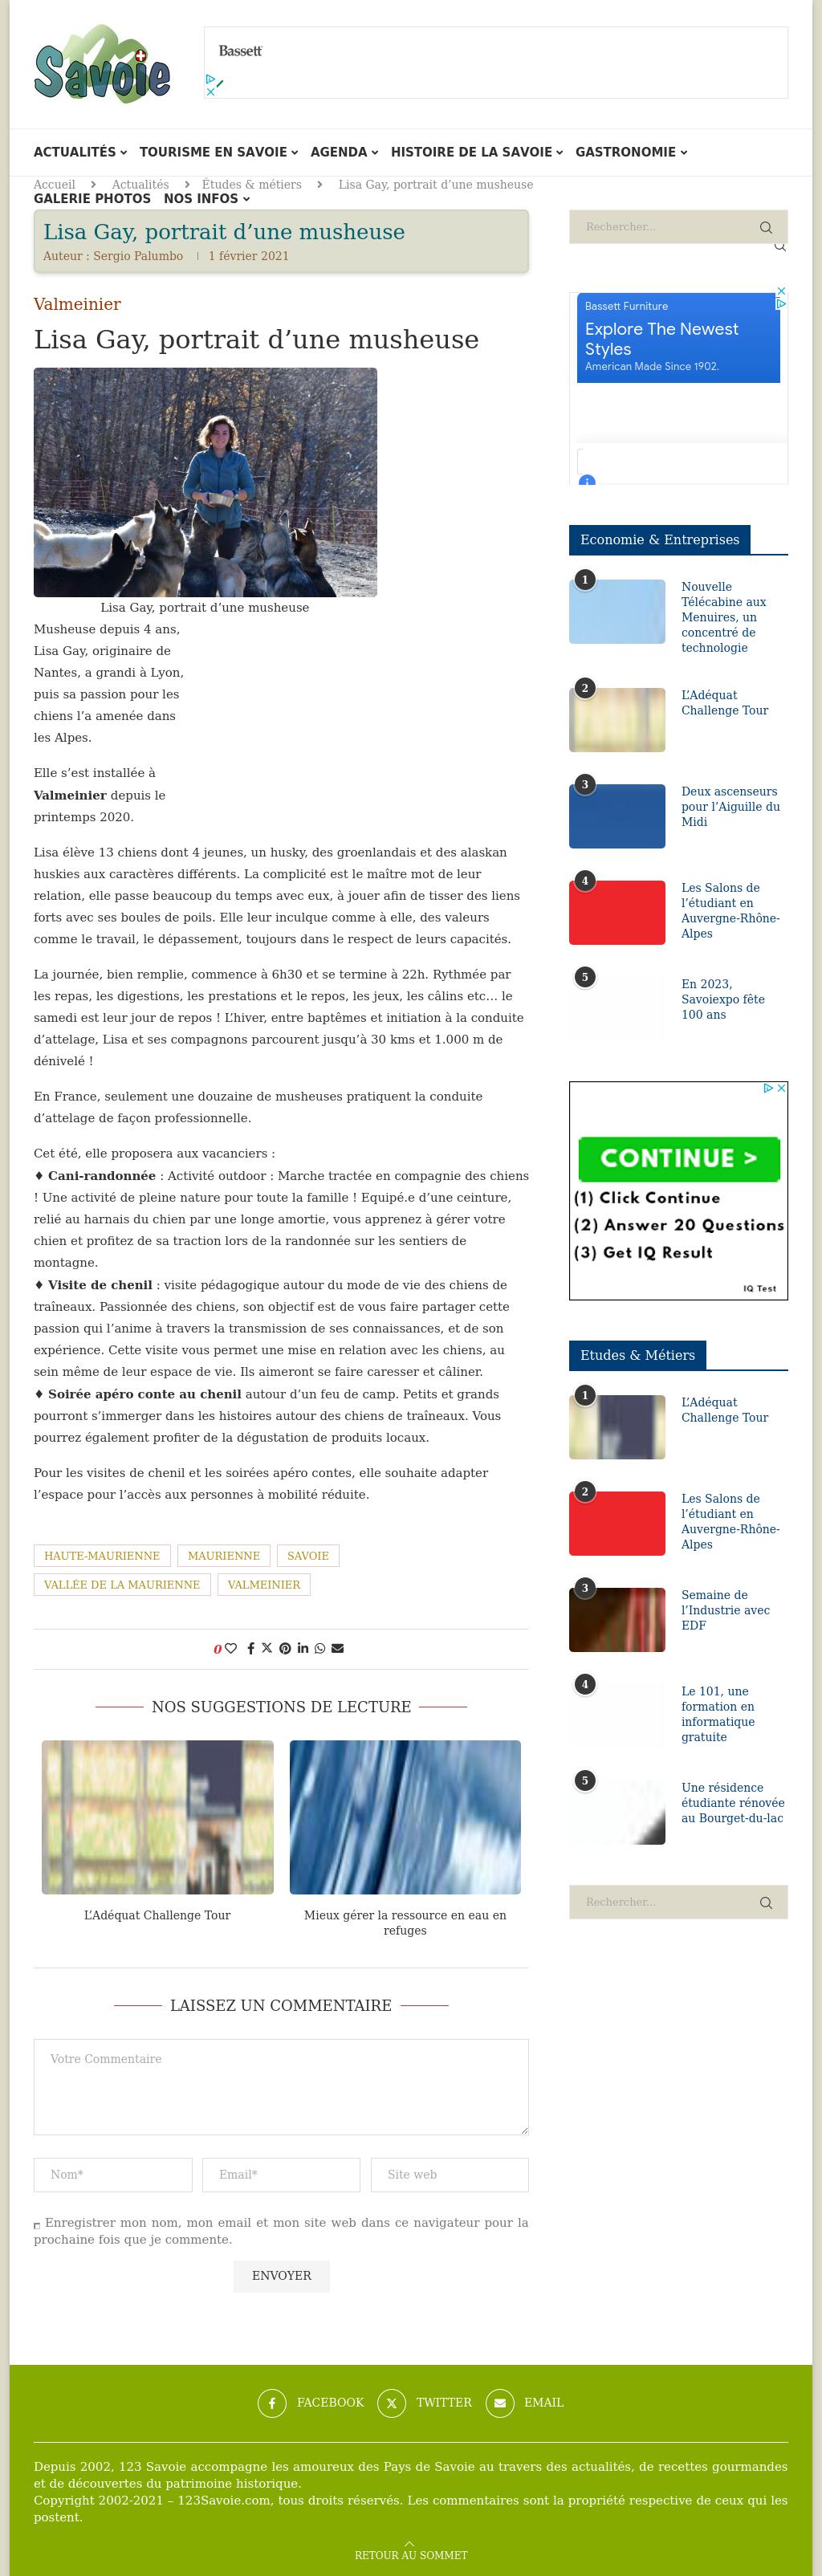 Savoie
Bassett
ACTUALITÉS
TOURISME EN SAVOIE
AGENDA
HISTOIRE DE LA SAVOIE
GASTRONOMIE
Accueil > Actualités > Études & métiers > Lisa Gay, portrait d’une musheuse
GALERIE PHOTOS
NOS INFOS
Lisa Gay, portrait d’une musheuse
Auteur : Sergio Palumbo | 1 février 2021
Valmeinier
Lisa Gay, portrait d’une musheuse
Lisa Gay, portrait d’une musheuse
Musheuse depuis 4 ans,
Lisa Gay, originaire de
Nantes, a grandi à Lyon,
puis sa passion pour les
chiens l’a amenée dans
les Alpes.
Elle s’est installée à
Valmeinier depuis le
printemps 2020.
Lisa élève 13 chiens dont 4 jeunes, un husky, des groenlandais et des alaskan
huskies aux caractères différents. La complicité est le maître mot de leur
relation, elle passe beaucoup du temps avec eux, à jouer afin de tisser des liens
forts avec ses boules de poils. Elle leur inculque comme à elle, des valeurs
comme le travail, le dépassement, toujours dans le respect de leurs capacités.
La journée, bien remplie, commence à 6h30 et se termine à 22h. Rythmée par
les repas, les digestions, les prestations et le repos, les jeux, les câlins etc… le
samedi est leur jour de repos ! L’hiver, entre baptêmes et initiation à la conduite
d’attelage, Lisa et ses compagnons parcourent jusqu’à 30 kms et 1.000 m de
dénivelé !
En France, seulement une douzaine de musheuses pratiquent la conduite
d’attelage de façon professionnelle.
Cet été, elle proposera aux vacanciers :
♦ Cani-randonnée : Activité outdoor : Marche tractée en compagnie des chiens
! Une activité de pleine nature pour toute la famille ! Equipé.e d’une ceinture,
relié au harnais du chien par une longe amortie, vous apprenez à gérer votre
chien et profitez de sa traction lors de la randonnée sur les sentiers de
montagne.
♦ Visite de chenil : visite pédagogique autour du mode de vie des chiens de
traîneaux. Passionnée des chiens, son objectif est de vous faire partager cette
passion qui l’anime à travers la transmission de ses connaissances, et de son
expérience. Cette visite vous permet une mise en relation avec les chiens, au
sein même de leur espace de vie. Ils aimeront se faire caresser et câliner.
♦ Soirée apéro conte au chenil autour d’un feu de camp. Petits et grands
pourront s’immerger dans les histoires autour des chiens de traîneaux. Vous
pourrez également profiter de la dégustation de produits locaux.
Pour les visites de chenil et les soirées apéro contes, elle souhaite adapter
l’espace pour l’accès aux personnes à mobilité réduite.
HAUTE-MAURIENNE
MAURIENNE
SAVOIE
VALLÉE DE LA MAURIENNE
VALMEINIER
0
NOS SUGGESTIONS DE LECTURE
L’Adéquat Challenge Tour
Mieux gérer la ressource en eau en
refuges
LAISSEZ UN COMMENTAIRE
Votre Commentaire
Nom*
Email*
Site web
Enregistrer mon nom, mon email et mon site web dans ce navigateur pour la
prochaine fois que je commente.
ENVOYER
Rechercher...
Bassett Furniture
Explore The Newest
Styles
American Made Since 1902.
Economie & Entreprises
1
Nouvelle
Télécabine aux
Menuires, un
concentré de
technologie
2
L’Adéquat
Challenge Tour
3
Deux ascenseurs
pour l’Aiguille du
Midi
4
Les Salons de
l’étudiant en
Auvergne-Rhône-
Alpes
5
En 2023,
Savoiexpo fête
100 ans
CONTINUE >
(1) Click Continue
(2) Answer 20 Questions
(3) Get IQ Result
IQ Test
Etudes & Métiers
1
L’Adéquat
Challenge Tour
2
Les Salons de
l’étudiant en
Auvergne-Rhône-
Alpes
3
Semaine de
l’Industrie avec
EDF
4
Le 101, une
formation en
informatique
gratuite
5
Une résidence
étudiante rénovée
au Bourget-du-lac
Rechercher...
FACEBOOK
TWITTER
EMAIL
Depuis 2002, 123 Savoie accompagne les amoureux des Pays de Savoie au travers des actualités, de recettes gourmandes
et de découvertes du patrimoine historique.
Copyright 2002-2021 – 123Savoie.com, tous droits réservés. Les commentaires sont la propriété respective de ceux qui les
postent.
RETOUR AU SOMMET